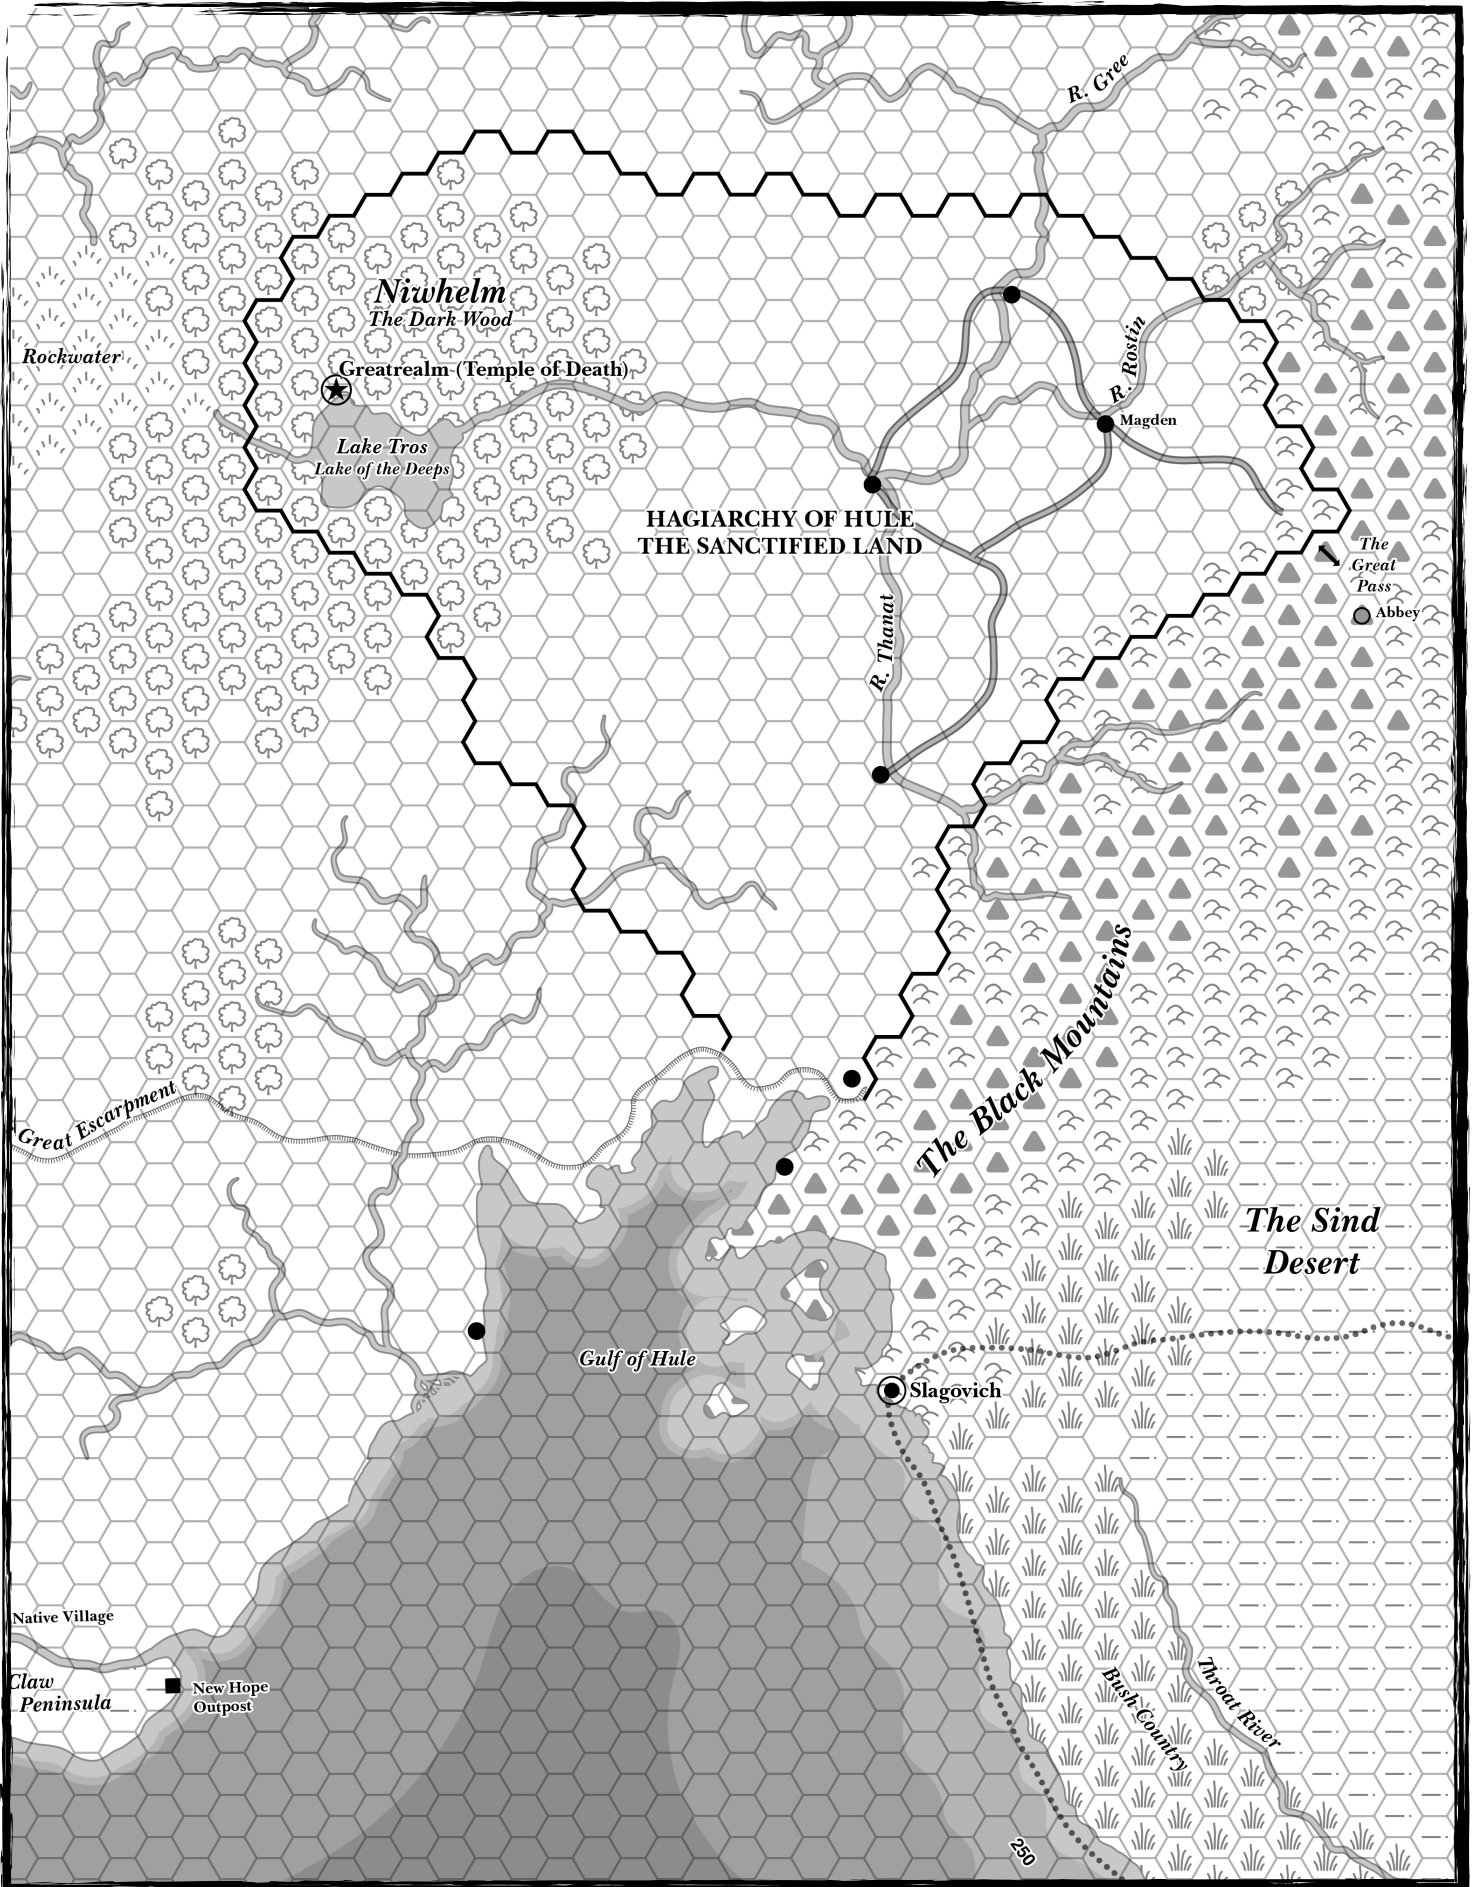 R. Gree
Niwhelm
The Dark Wood
R. Rostin
Rockwater
Greatrealm (Temple of Death)
Magden
Lake Tros
Lake of the Deeps
HAGIARCHY OF HULE
THE SANCTIFIED LAND
The
Great
Pass
Abbey
R. Thanat
The Black Mountains
Great Escarpment
The Sind
Desert
Gulf of Hule
Slagovich
Native Village
Claw
Peninsula
New Hope
Outpost
Bush Country
Throat River
250